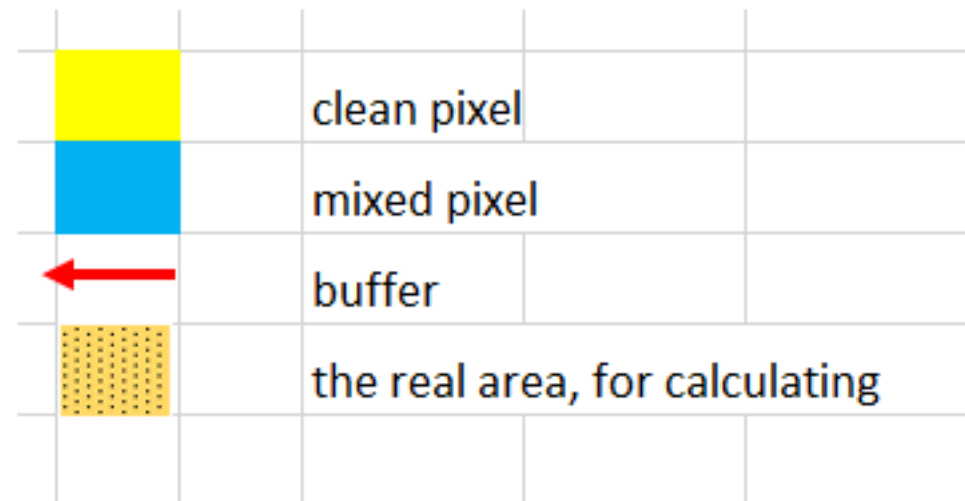 clean pixel
mixed pixel
buffer
the real area, for calculating